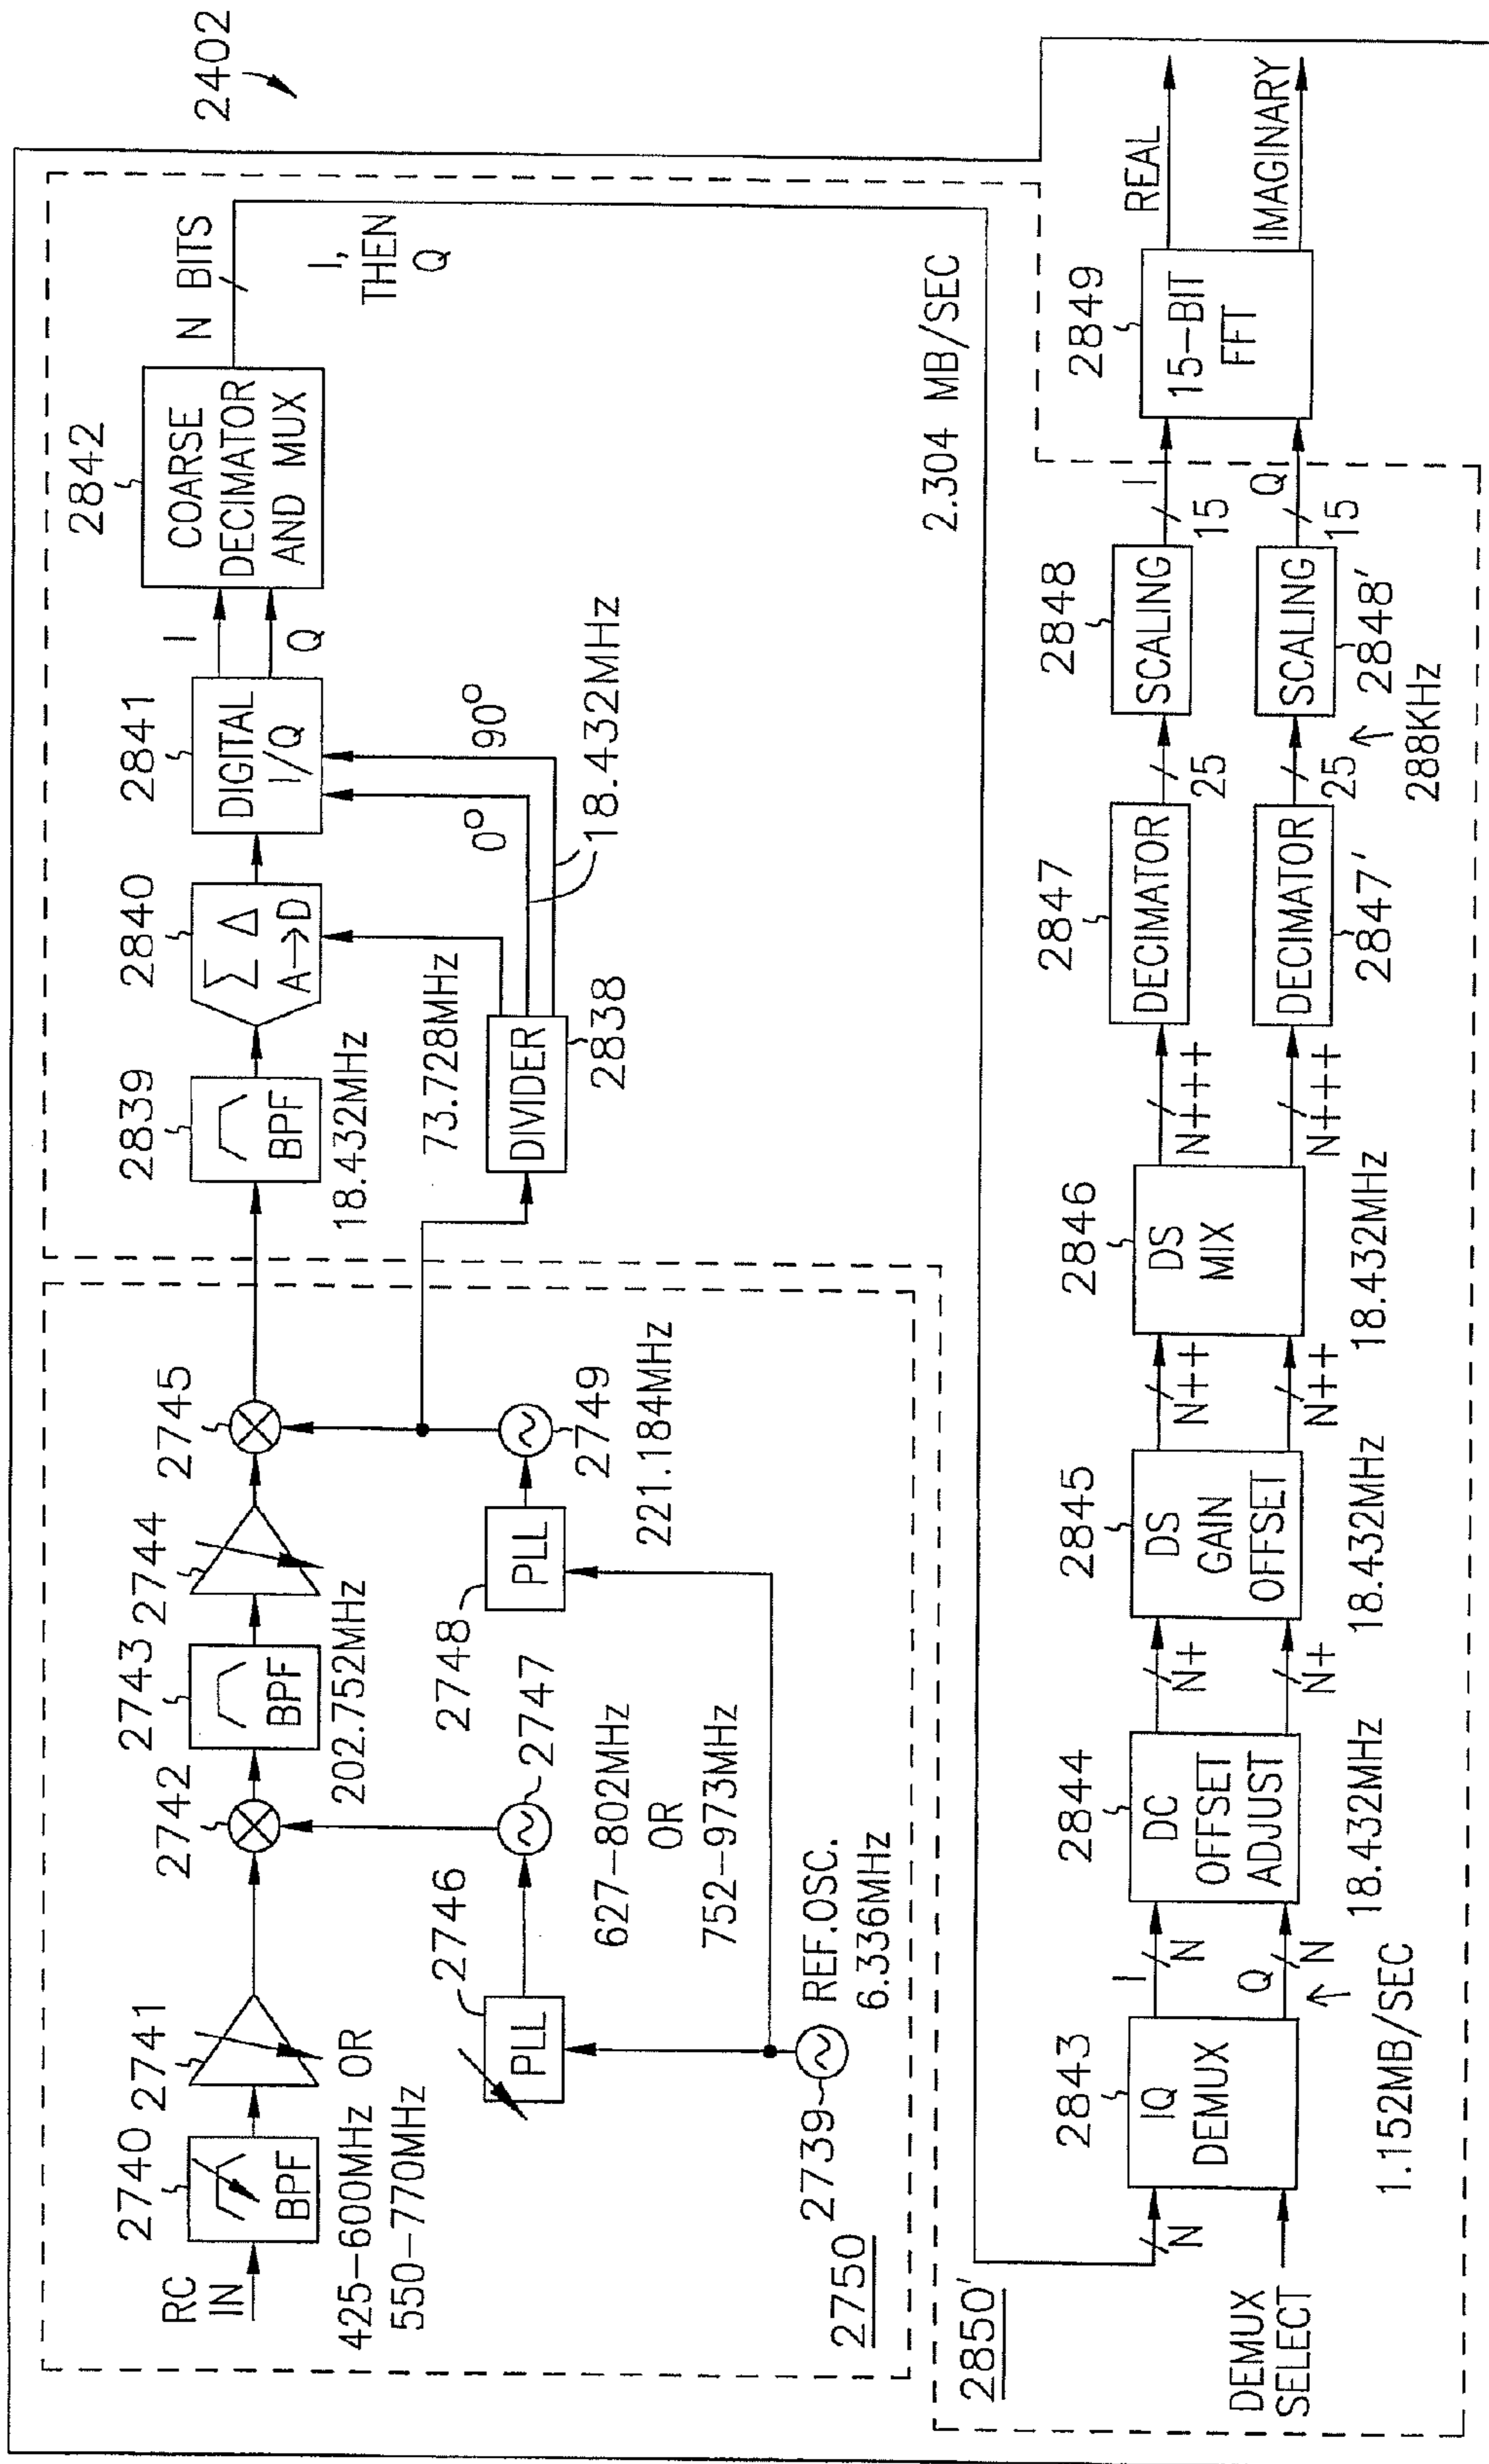 2402
RC
IN
2740
BPF
425–600MHz OR
550–770MHz
2741
2742
2743
BPF
202.752MHz
2744
2745
2746
PLL
2747
627–802MHz
OR
752–973MHz
2748
PLL
2749
221.184MHz
2739
REF.OSC.
6.336MHz
2750
2839
BPF
18.432MHz
2840
Σ Δ
A→D
73.728MHz
DIVIDER
2838
0°
90°
18.432MHz
2841
DIGITAL
I/Q
I
Q
2842
COARSE
DECIMATOR
AND MUX
N BITS
I,
THEN
Q
2.304 MB/SEC
2850'
N
DEMUX
SELECT
2843
IQ
DEMUX
1.152MB/SEC
I
N
Q
N
2844
DC
OFFSET
ADJUST
18.432MHz
N+
N+
2845
DS
GAIN
OFFSET
18.432MHz
N++
N++
2846
DS
MIX
18.432MHz
N+++
N+++
2847
DECIMATOR
DECIMATOR
2847'
25
25
288KHz
2848
SCALING
SCALING
2848'
I
15
Q
15
2849
15–BIT
FFT
REAL
IMAGINARY